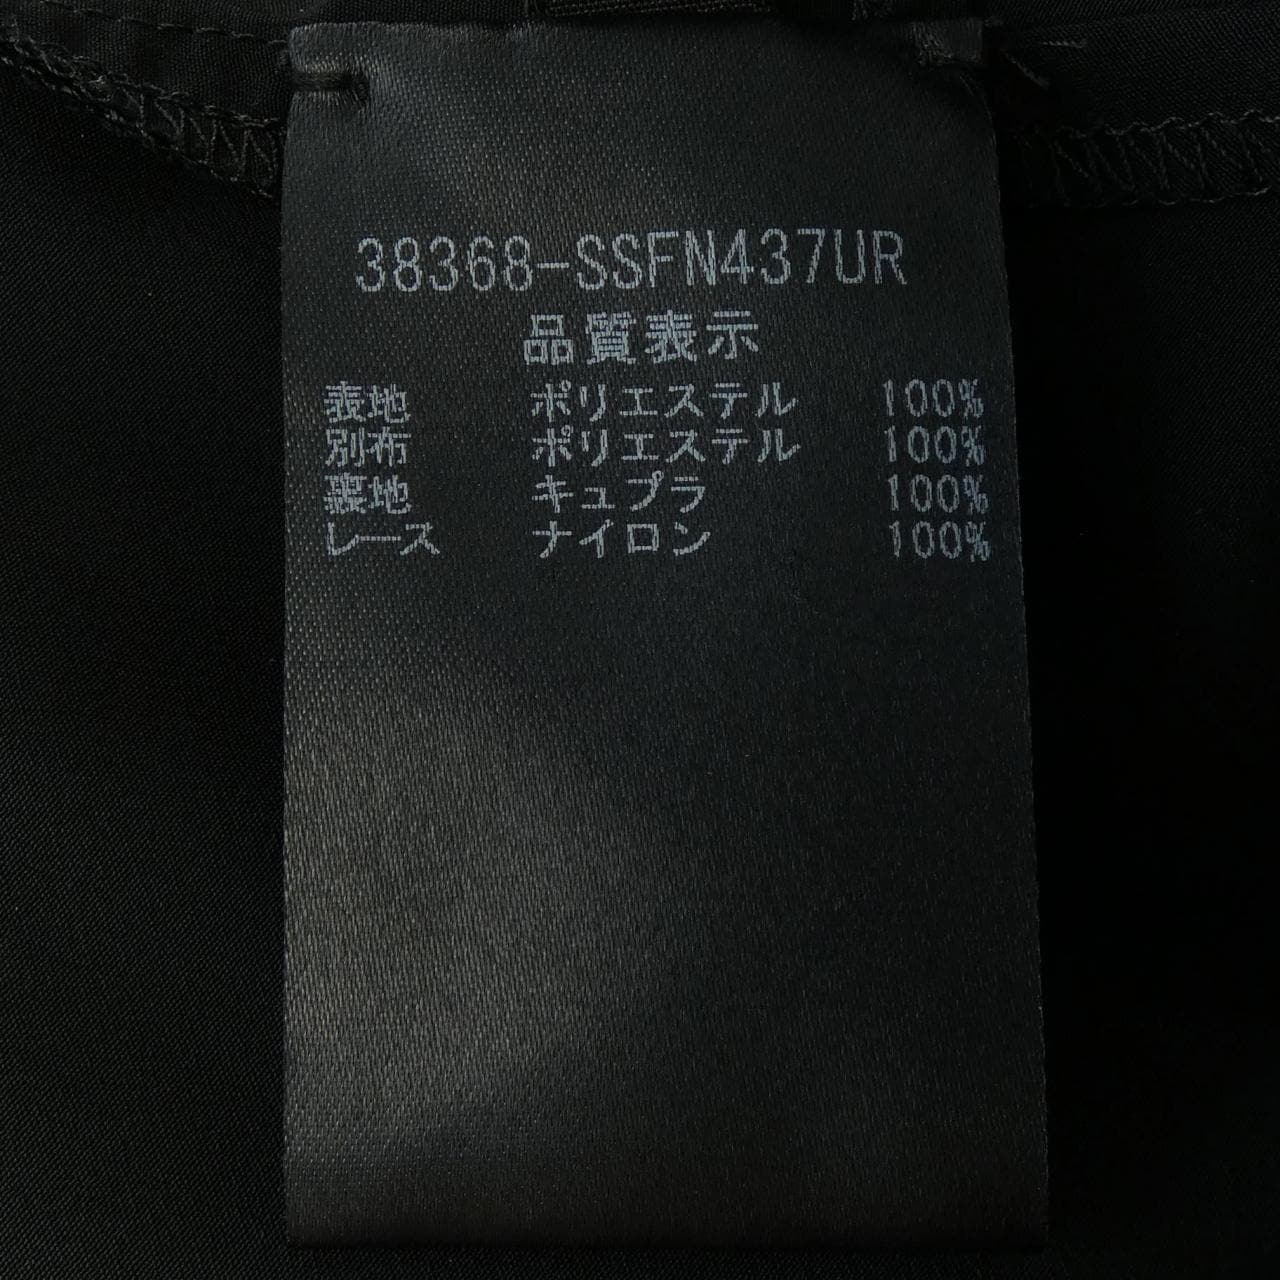 38368-SSFN437UR
品質表示
表地 ポリエステル 100%
別布 ポリエステル 100%
裏地 キュプラ 100%
レース ナイロン 100%